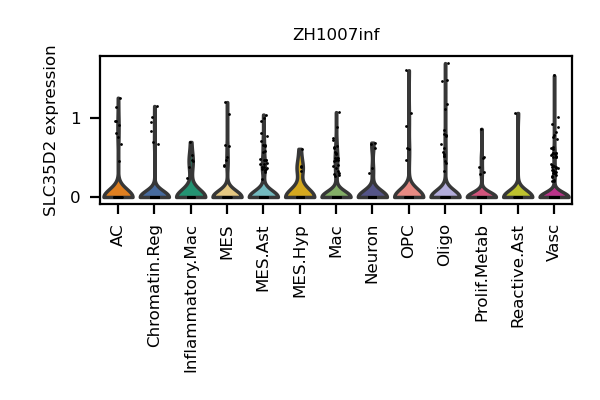 ZH1007inf
SLC35D2 expression
1
0
AC
Chromatin.Reg
Inflammatory.Mac
MES
MES.Ast
MES.Hyp
Mac
Neuron
OPC
Oligo
Prolif.Metab
Reactive.Ast
Vasc